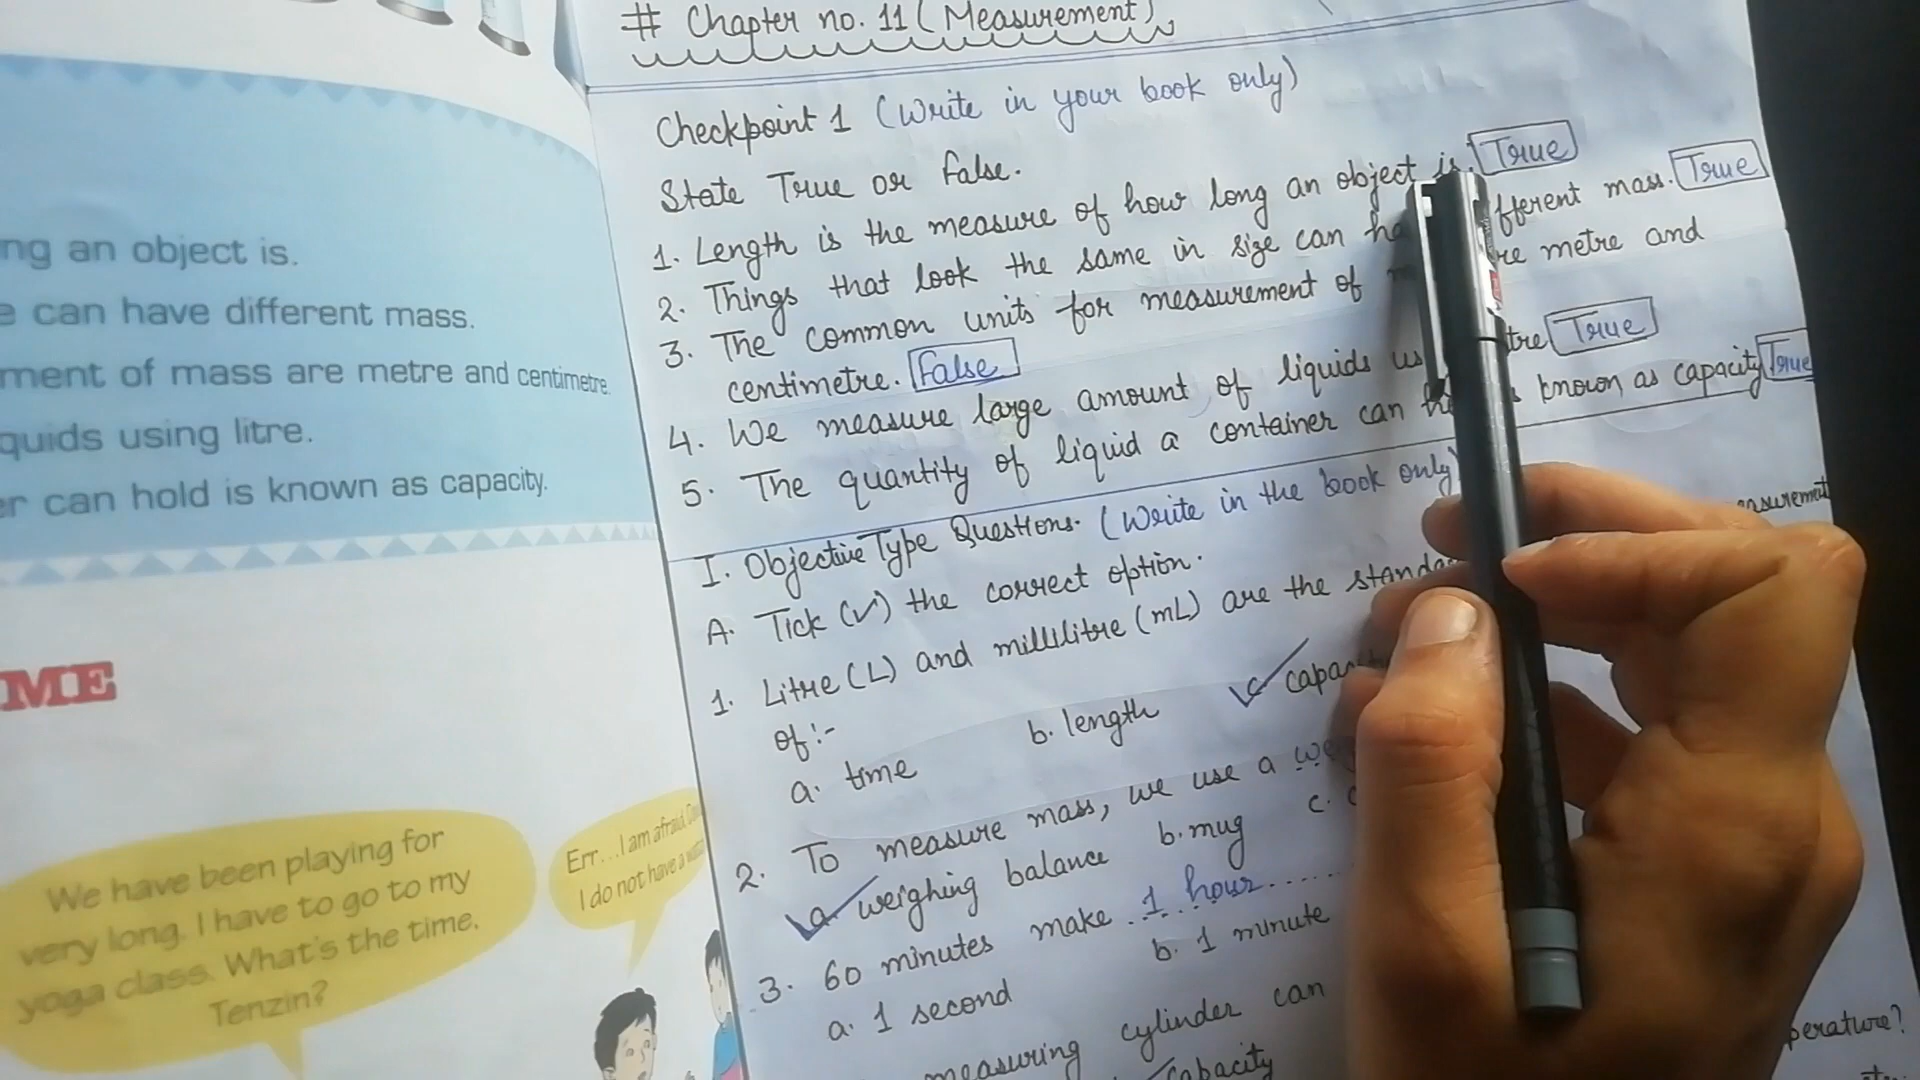 ng an object is.
e can have different mass.
ment of mass are metre and centimetre.
quids using litre.
er can hold is known as capacity.
ME
We have been playing for
very long. I have to go to my
yoga class. What's the time,
Tenzin?
Err...I am afraid,
I do not have a
# Chapter no. 11 (Measurement)
Checkpoint 1 (Write in your book only)
State True or False.
1. Length is the measure of how long an object is. True
2. Things that look the same in size can ha fferent mass. True
3. The common units for measurement of re metre and
centimetre. False
4. We measure large amount of liquids us tre True
5. The quantity of liquid a container can known as capacity True
I. Objective Type Questions. (Write in the book only)
A. Tick (✓) the correct option.
1. Litre (L) and millilitre (mL) are the standa asurement
of:-
a. time b. length c. capac
2. To measure mass, we use a we
a. weighing balance b. mug c.
3. 60 minutes make ..1 hour......
a. 1 second b. 1 minute
measuring cylinder can perature?
capacity